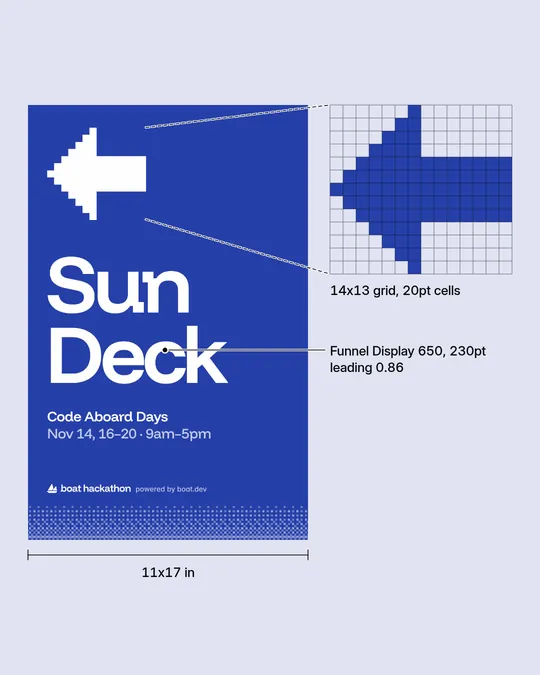 Sun
Deck
Code Aboard Days
Nov 14, 16–20 · 9am–5pm
boat hackathon powered by boot.dev
11x17 in
14x13 grid, 20pt cells
Funnel Display 650, 230pt
leading 0.86